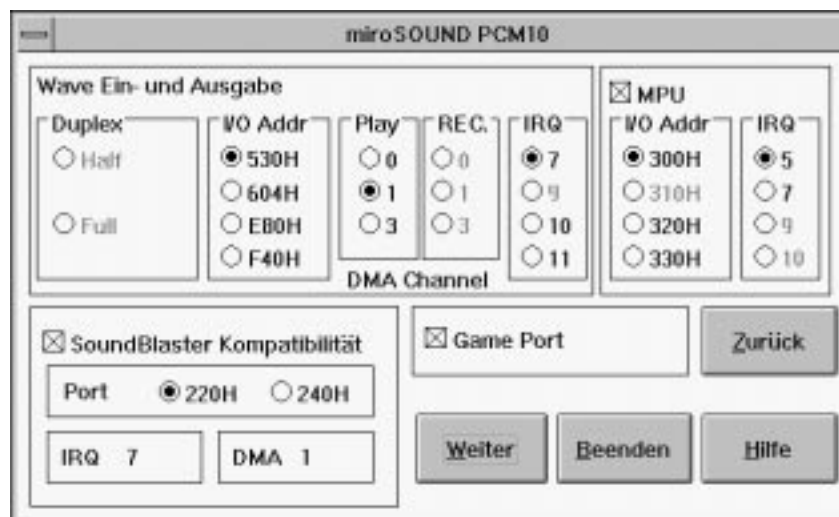 miroSOUND PCM10
Wave Ein- und Ausgabe
Duplex
Half
Full
I/O Addr
530H
604H
E80H
F40H
Play
0
1
3
REC.
0
1
3
DMA Channel
IRQ
7
9
10
11
MPU
I/O Addr
300H
310H
320H
330H
IRQ
5
7
9
10
SoundBlaster Kompatibilität
Port 220H 240H
IRQ 7
DMA 1
Game Port
Zurück
Weiter
Beenden
Hilfe